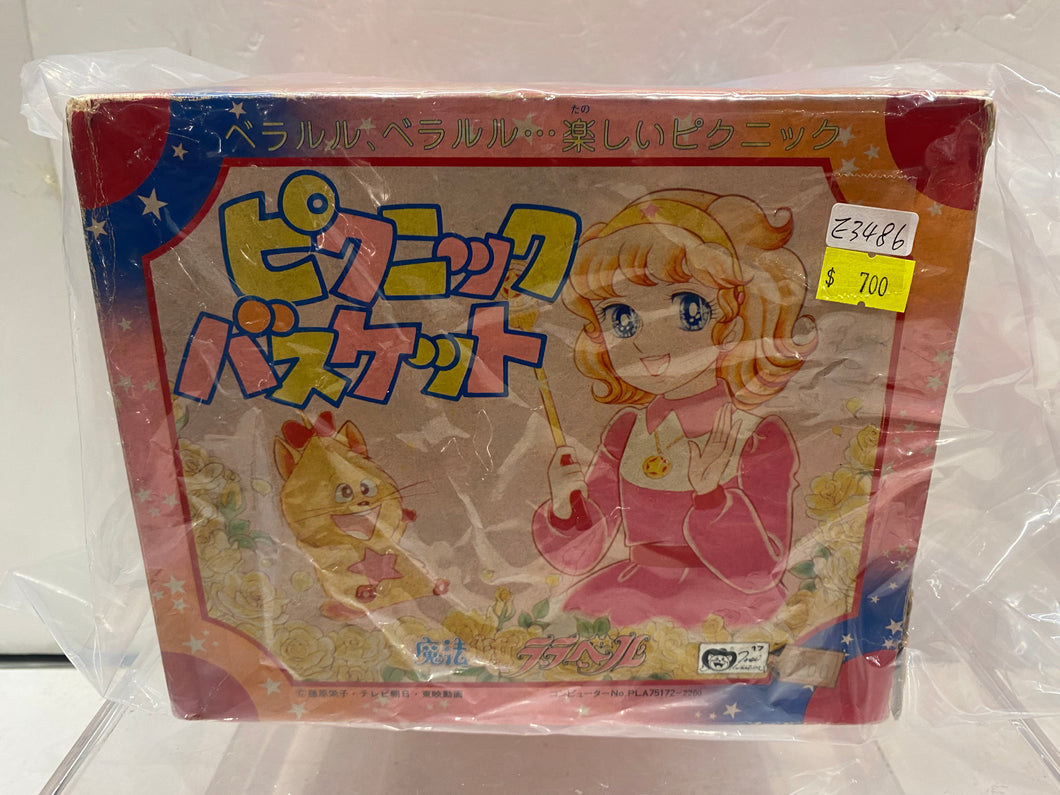 たの
ベラルル、ベラルル…楽しいピクニック
ピクニック
バスケット
Z3486
$ 700
魔法
ララベル
©藤原栄子・テレビ朝日・東映動画
コンピューターNo.PLA75172-2200